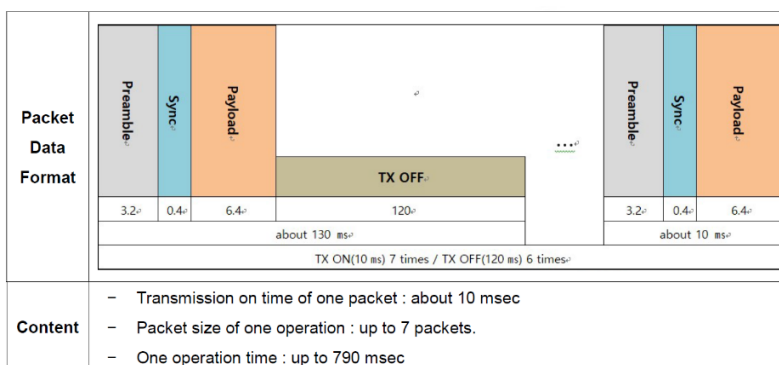 Packet
Data
Format
Preamble
Sync
Payload
TX OFF
...
Preamble
Sync
Payload
3.2 0.4 6.4 120 3.2 0.4 6.4
about 130 ms about 10 ms
TX ON(10 ms) 7 times / TX OFF(120 ms) 6 times
Content
− Transmission on time of one packet : about 10 msec
− Packet size of one operation : up to 7 packets.
− One operation time : up to 790 msec